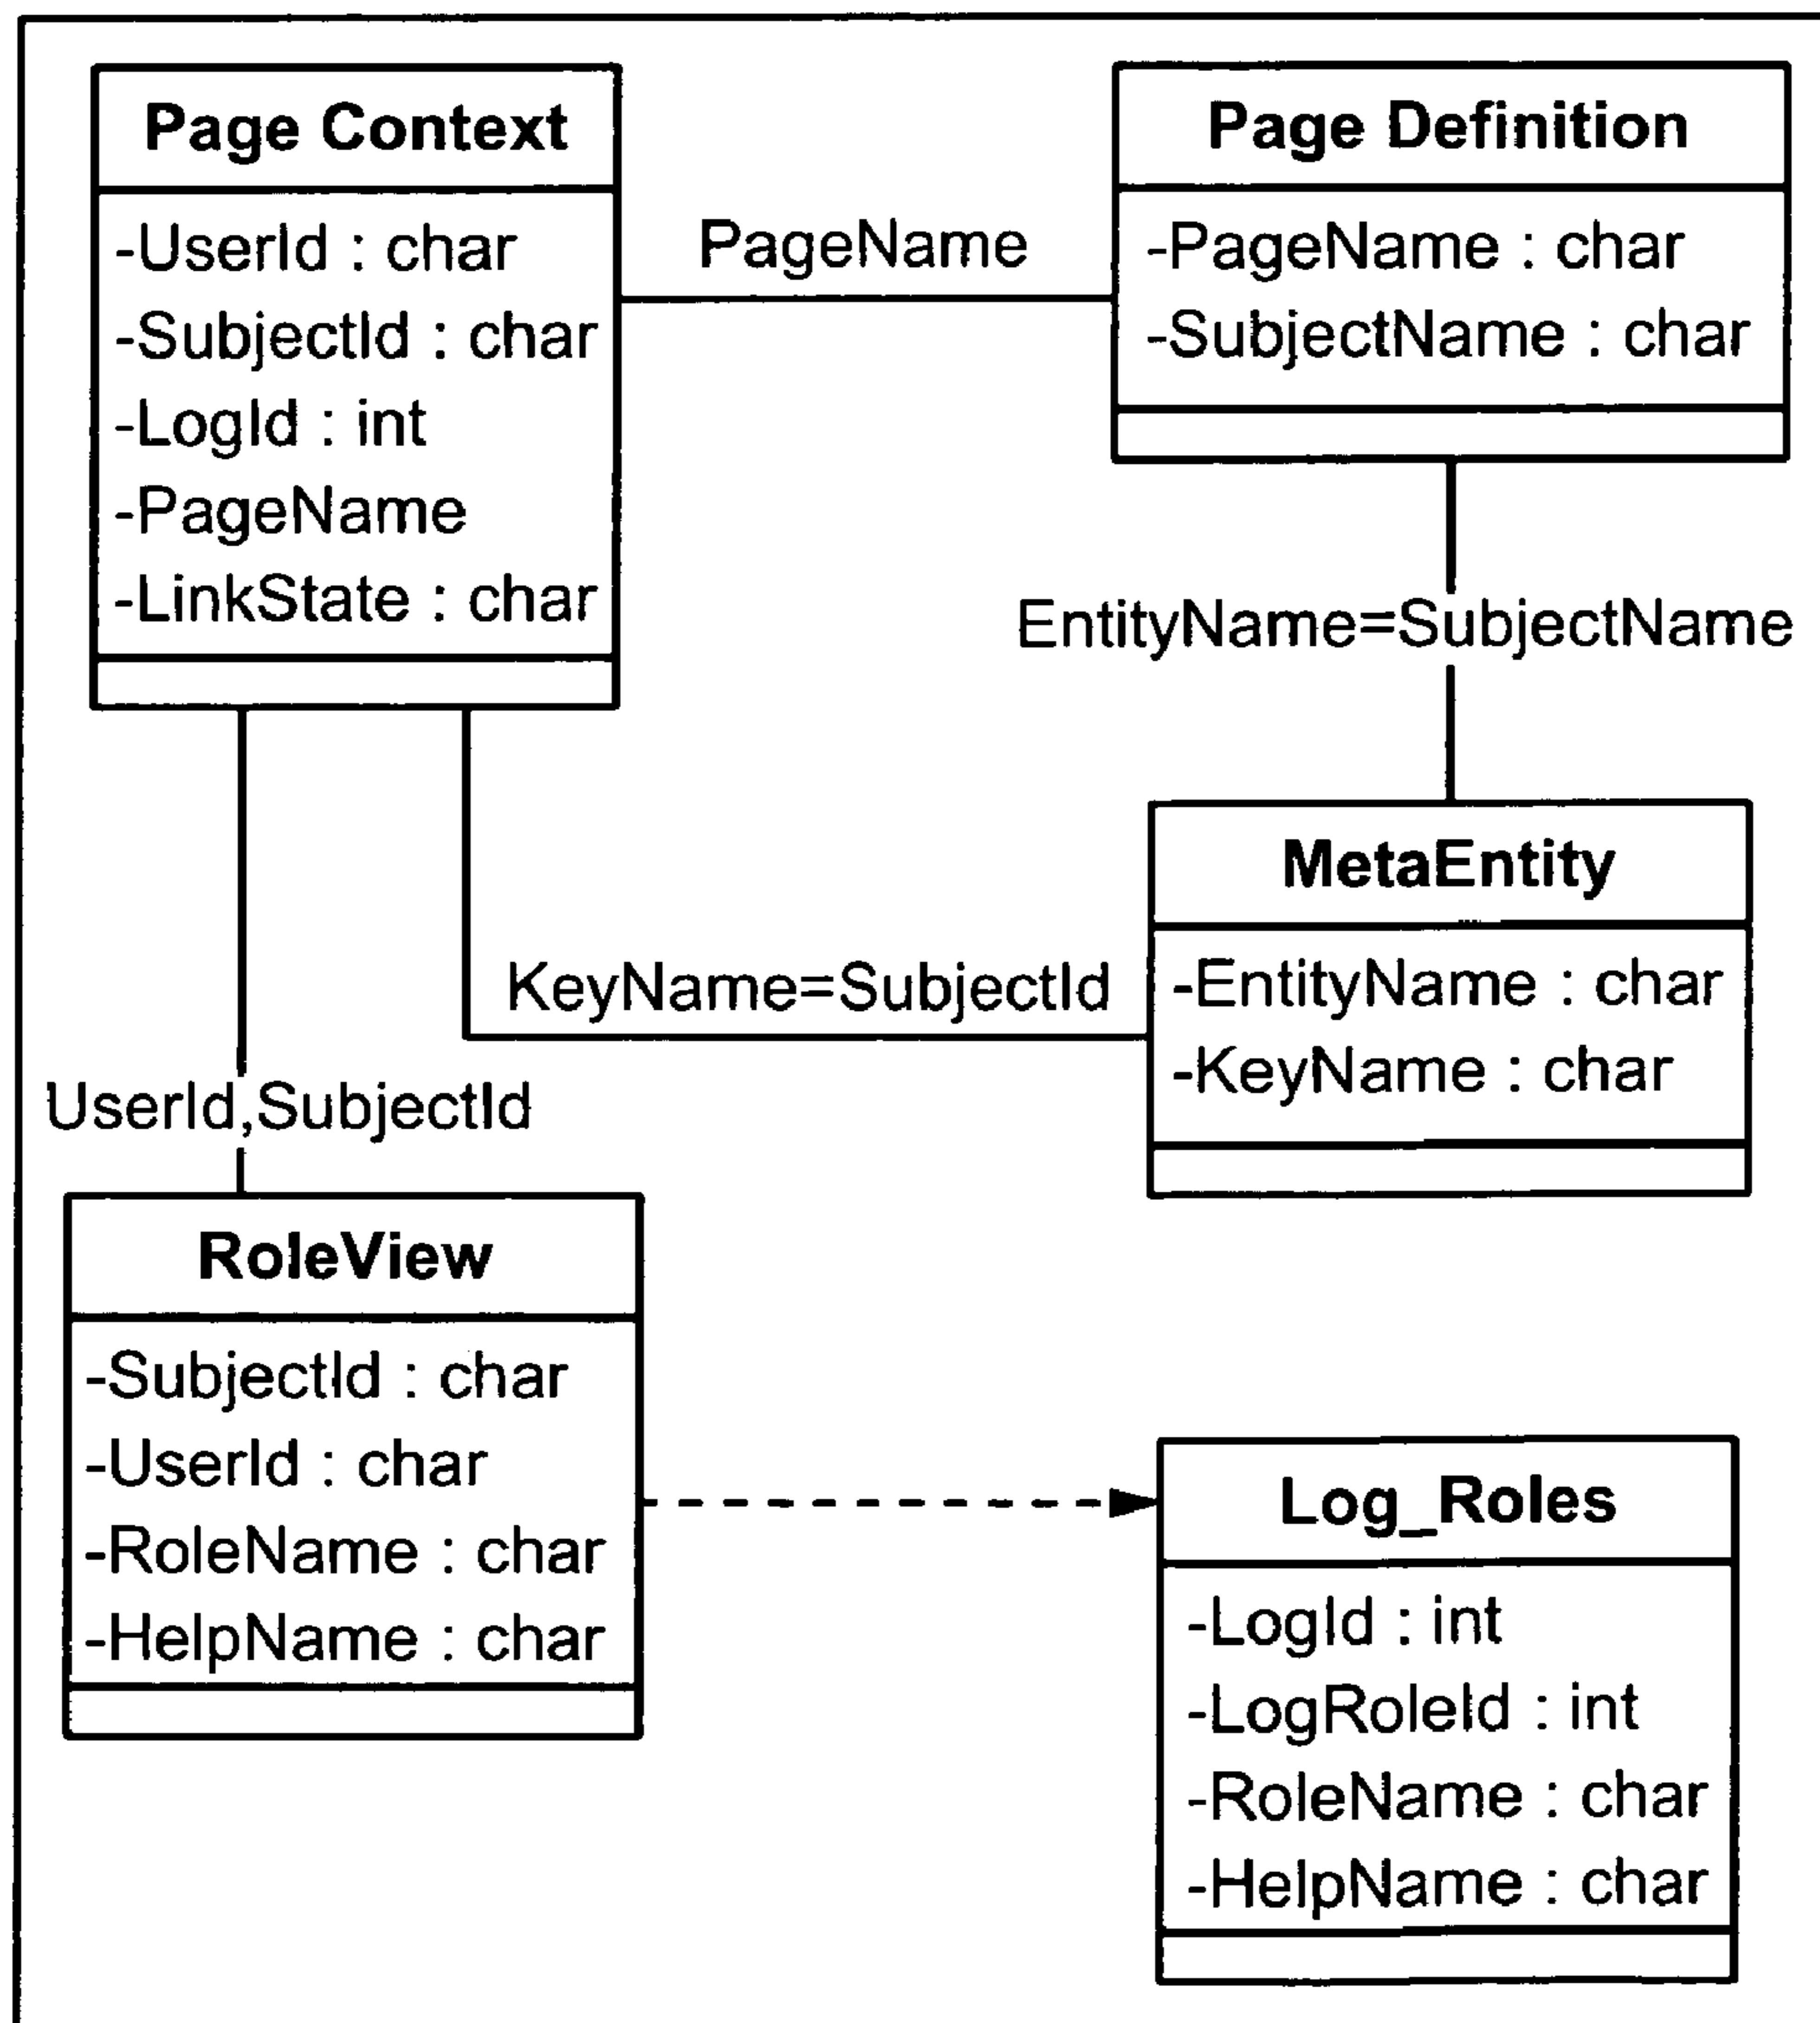 Page Context
-UserId : char
-SubjectId : char
-LogId : int
-PageName
-LinkState : char
PageName
Page Definition
-PageName : char
-SubjectName : char
EntityName=SubjectName
MetaEntity
-EntityName : char
-KeyName : char
KeyName=SubjectId
UserId,SubjectId
RoleView
-SubjectId : char
-UserId : char
-RoleName : char
-HelpName : char
Log_Roles
-LogId : int
-LogRoleId : int
-RoleName : char
-HelpName : char